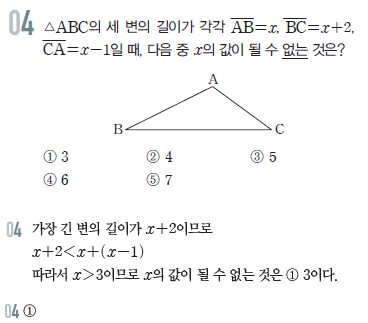 04 △ABC의 세 변의 길이가 각각 A̅B̅=x, B̅C̅=x+2,
C̅A̅=x−1일 때, 다음 중 x의 값이 될 수 없는 것은?
A
B
C
① 3 ② 4 ③ 5
④ 6 ⑤ 7
04 가장 긴 변의 길이가 x+2이므로
x+2<x+(x−1)
따라서 x>3이므로 x의 값이 될 수 없는 것은 ① 3이다.
04 ①